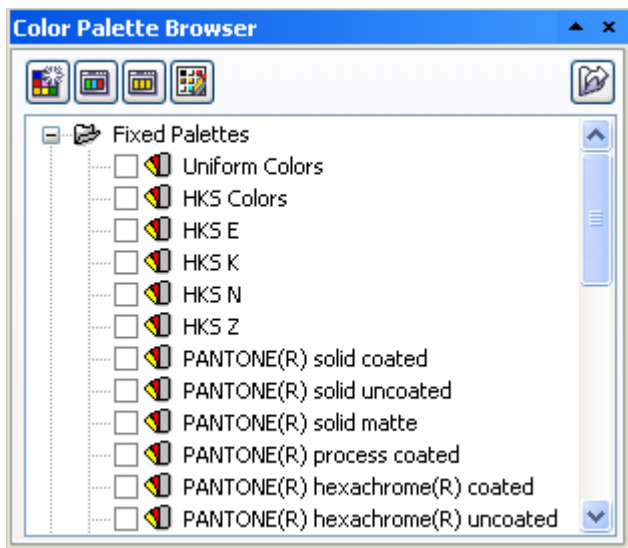 Color Palette Browser
Fixed Palettes
Uniform Colors
HKS Colors
HKS E
HKS K
HKS N
HKS Z
PANTONE(R) solid coated
PANTONE(R) solid uncoated
PANTONE(R) solid matte
PANTONE(R) process coated
PANTONE(R) hexachrome(R) coated
PANTONE(R) hexachrome(R) uncoated